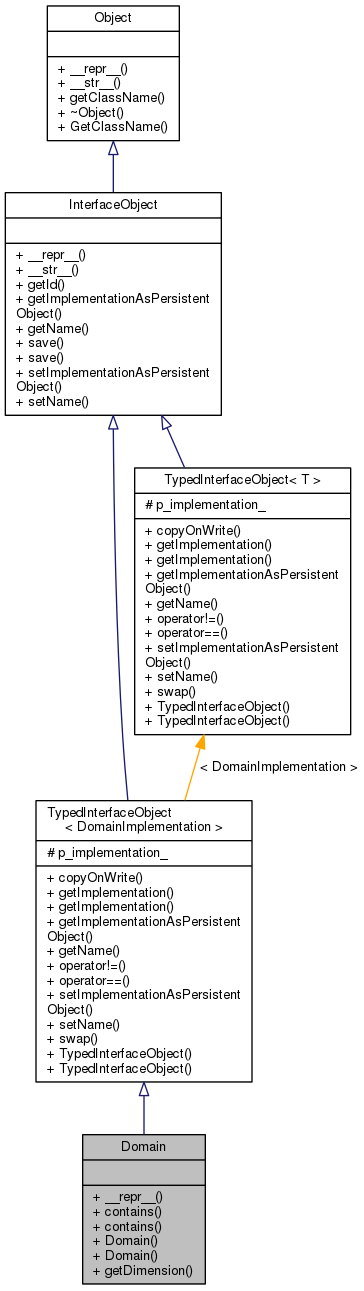 Object
+ __repr__()
+ __str__()
+ getClassName()
+ ~Object()
+ GetClassName()
InterfaceObject
+ __repr__()
+ __str__()
+ getId()
+ getImplementationAsPersistent
Object()
+ getName()
+ save()
+ save()
+ setImplementationAsPersistent
Object()
+ setName()
TypedInterfaceObject< T >
# p_implementation_
+ copyOnWrite()
+ getImplementation()
+ getImplementation()
+ getImplementationAsPersistent
Object()
+ getName()
+ operator!=()
+ operator==()
+ setImplementationAsPersistent
Object()
+ setName()
+ swap()
+ TypedInterfaceObject()
+ TypedInterfaceObject()
< DomainImplementation >
TypedInterfaceObject
< DomainImplementation >
# p_implementation_
+ copyOnWrite()
+ getImplementation()
+ getImplementation()
+ getImplementationAsPersistent
Object()
+ getName()
+ operator!=()
+ operator==()
+ setImplementationAsPersistent
Object()
+ setName()
+ swap()
+ TypedInterfaceObject()
+ TypedInterfaceObject()
Domain
+ __repr__()
+ contains()
+ contains()
+ Domain()
+ Domain()
+ getDimension()